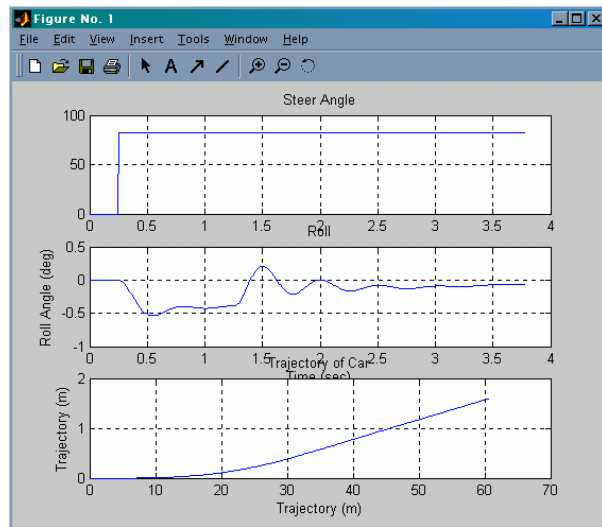 Figure No. 1
File Edit View Insert Tools Window Help
A
Steer Angle
100
50
0
0 0.5 1 1.5 2 2.5 3 3.5 4
Roll
0.5
0
-0.5
-1
Roll Angle (deg)
0 0.5 1 1.5 2 2.5 3 3.5 4
Trajectory of Car
Time (sec)
2
1
0
Trajectory (m)
0 10 20 30 40 50 60 70
Trajectory (m)